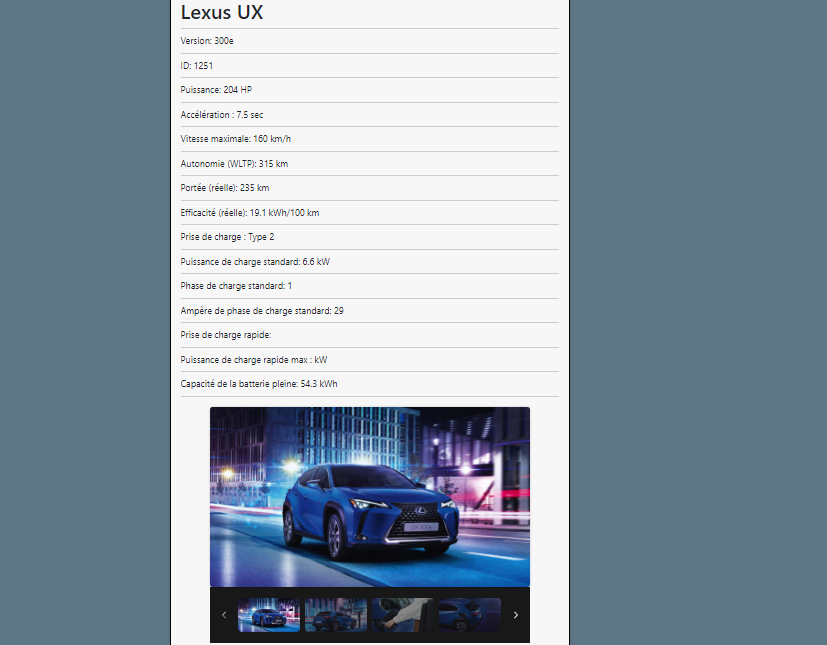 Lexus UX
Version: 300e
ID: 1251
Puissance: 204 HP
Accélération : 7.5 sec
Vitesse maximale: 160 km/h
Autonomie (WLTP): 315 km
Portée (réelle): 235 km
Efficacité (réelle): 19.1 kWh/100 km
Prise de charge : Type 2
Puissance de charge standard: 6.6 kW
Phase de charge standard: 1
Ampère de phase de charge standard: 29
Prise de charge rapide:
Puissance de charge rapide max : kW
Capacité de la batterie pleine: 54.3 kWh
UX 300e